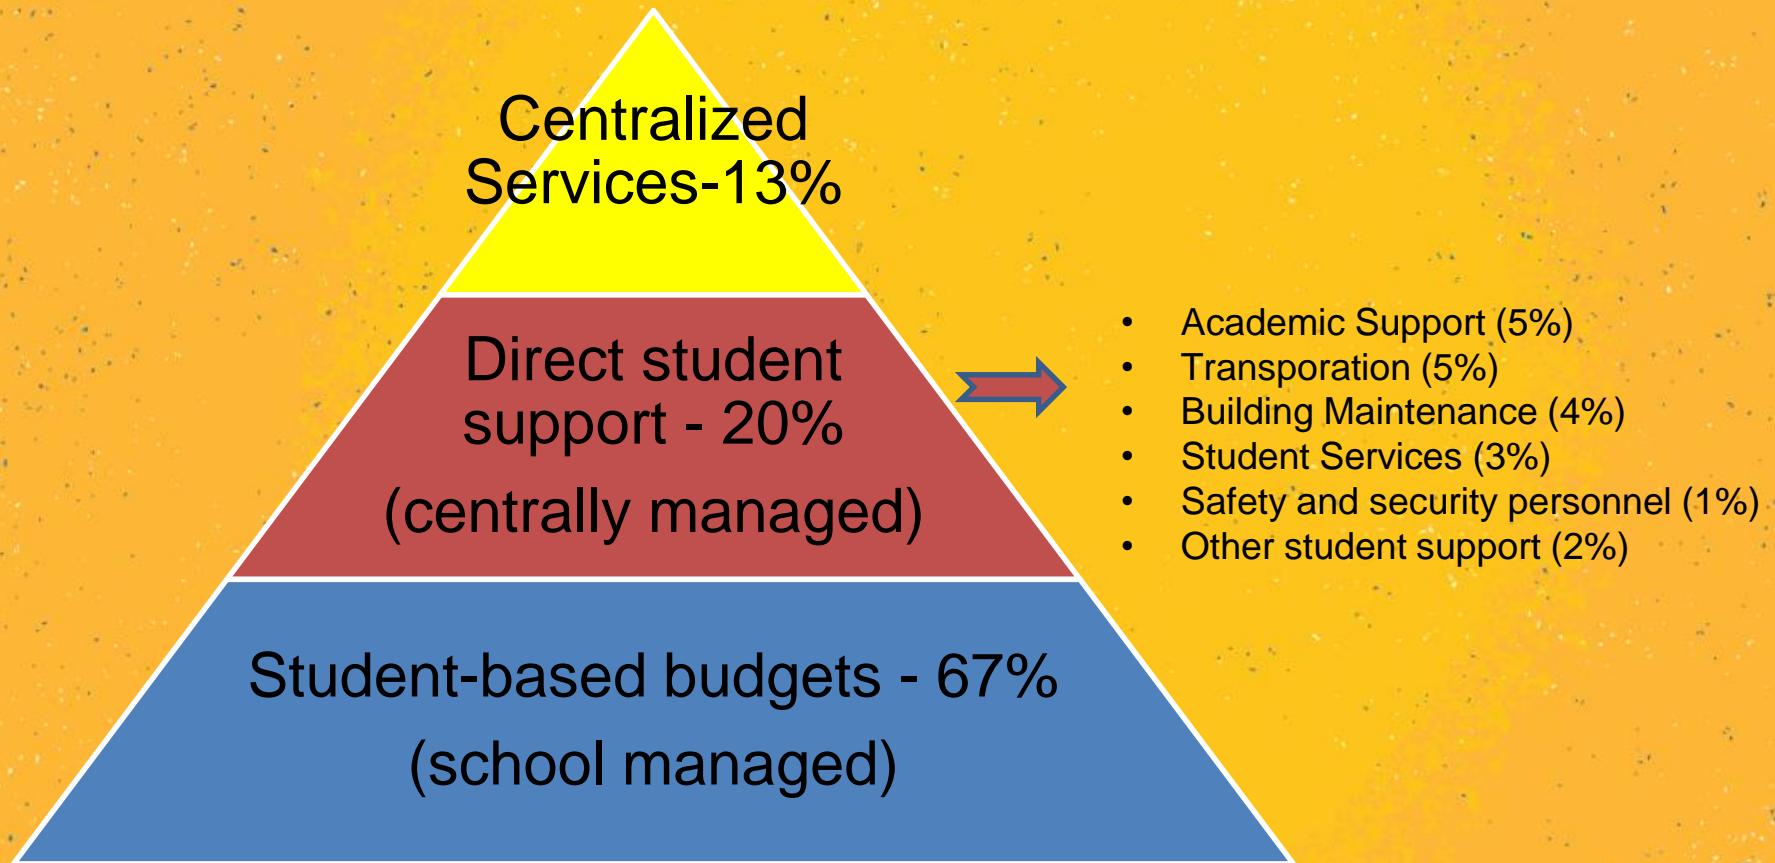 Centralized
Services-13%
Direct student
support - 20%
(centrally managed)
Student-based budgets - 67%
(school managed)
• Academic Support (5%)
• Transporation (5%)
• Building Maintenance (4%)
• Student Services (3%)
• Safety and security personnel (1%)
• Other student support (2%)